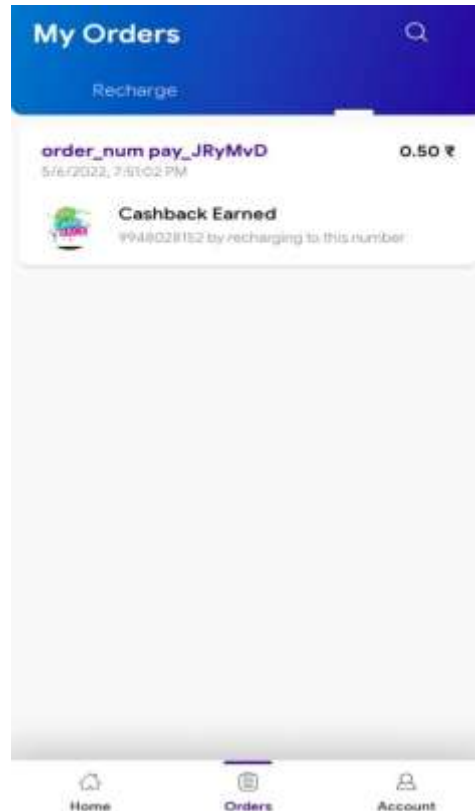 My Orders
Recharge
order_num pay_JRyMvD 0.50 ₹
5/6/2022, 7:51:02 PM
Cashback Earned
9948028152 by recharging to this number
Home Orders Account